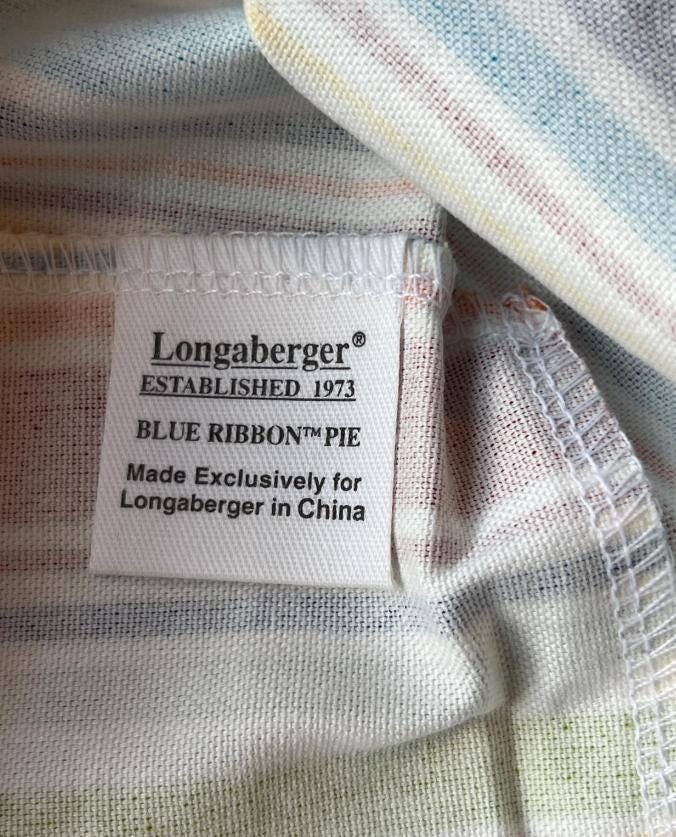 Longaberger®
ESTABLISHED 1973
BLUE RIBBON™ PIE
Made Exclusively for
Longaberger in China